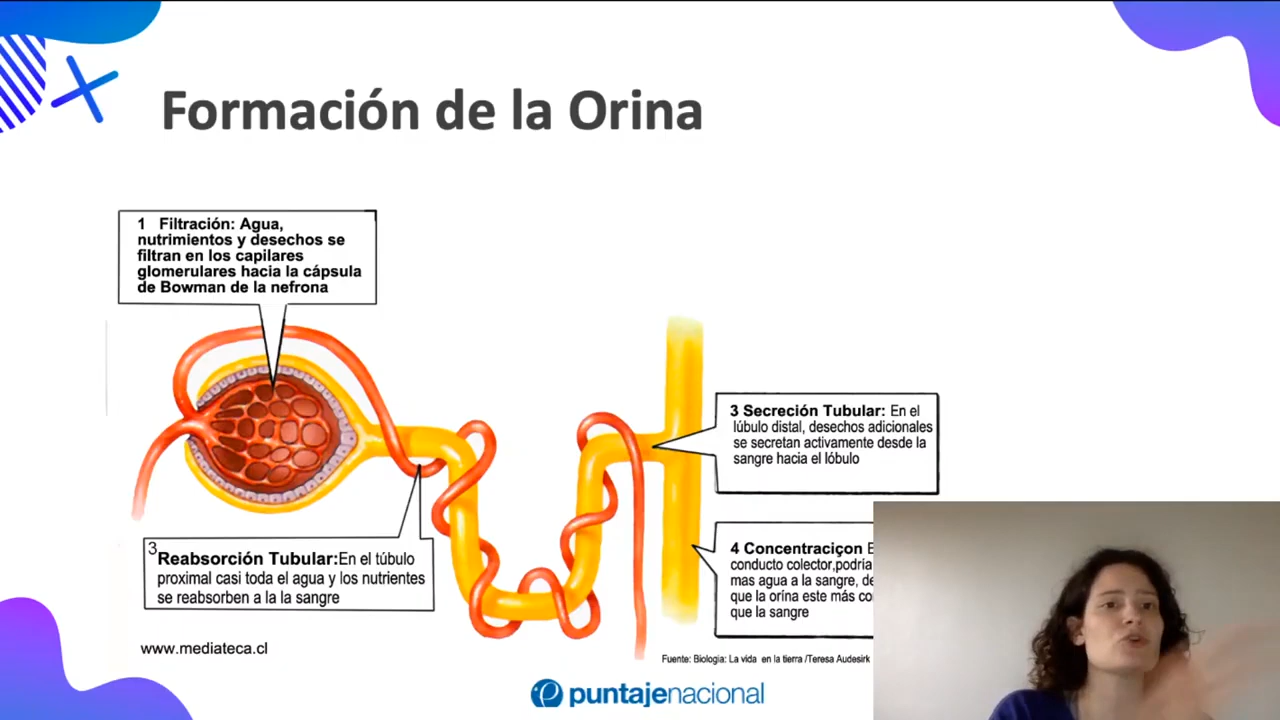 Formación de la Orina
1 Filtración: Agua,
nutrimientos y desechos se
filtran en los capilares
glomerulares hacia la cápsula
de Bowman de la nefrona
3 Secreción Tubular: En el
lúbulo distal, desechos adicionales
se secretan activamente desde la
sangre hacia el lóbulo
3
Reabsorción Tubular:En el túbulo
proximal casi toda el agua y los nutrientes
se reabsorben a la la sangre
4 Concentraciçon
conducto colector,podría
mas agua a la sangre,
que la orína este más
que la sangre
www.mediateca.cl
Fuente: Biologia: La vida en la tierra /Teresa Audesirk
puntajenacional